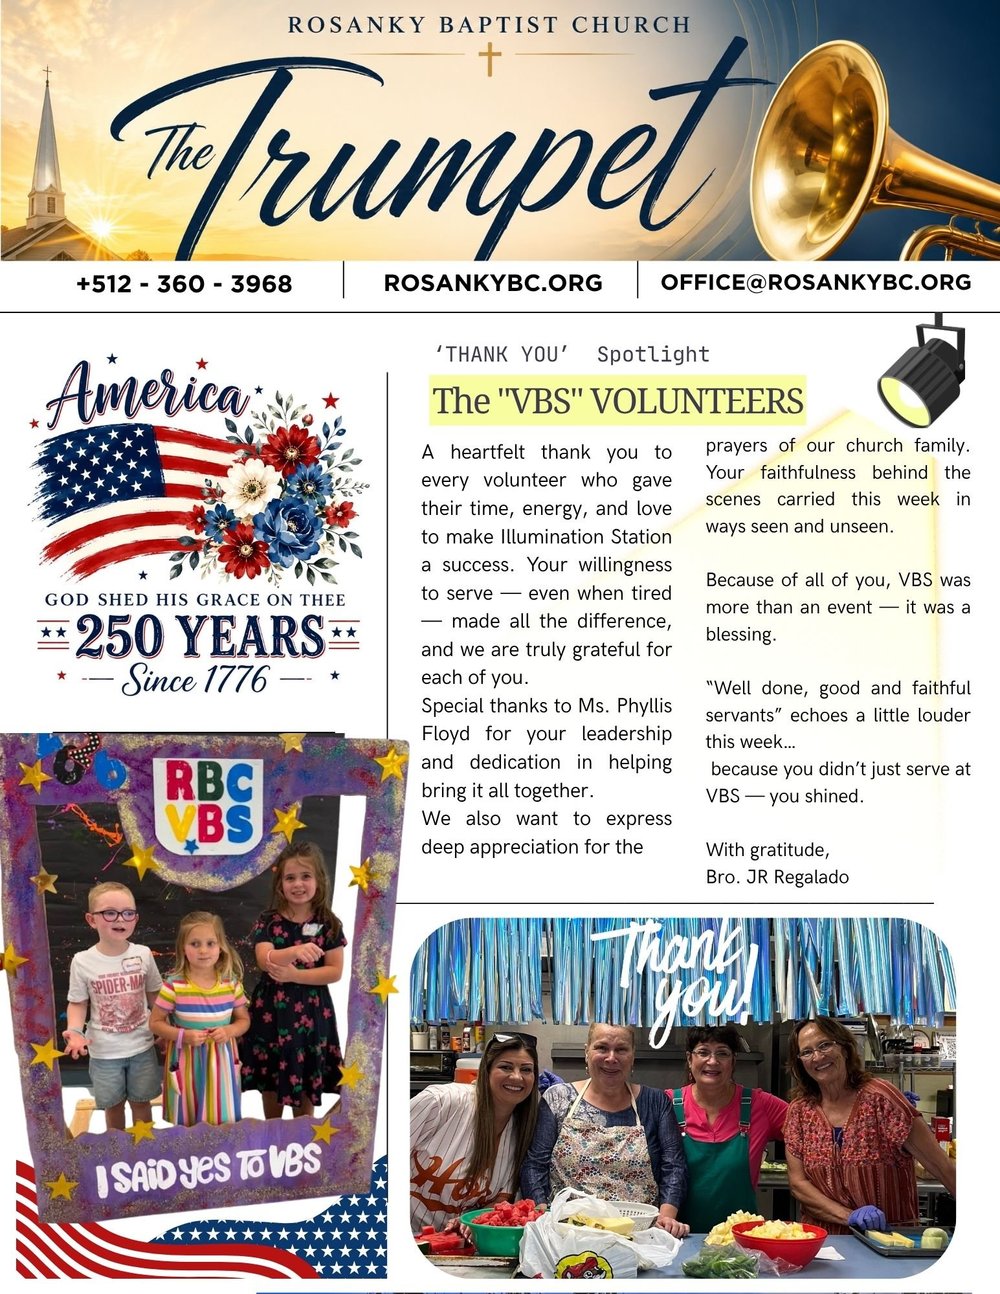 ROSANKY BAPTIST CHURCH
The Trumpet
+512 - 360 - 3968
ROSANKYBC.ORG
OFFICE@ROSANKYBC.ORG
America
GOD SHED HIS GRACE ON THEE
250 YEARS
Since 1776
‘THANK YOU’ Spotlight
The "VBS" VOLUNTEERS
A heartfelt thank you to
every volunteer who gave
their time, energy, and love
to make Illumination Station
a success. Your willingness
to serve — even when tired
— made all the difference,
and we are truly grateful for
each of you.
Special thanks to Ms. Phyllis
Floyd for your leadership
and dedication in helping
bring it all together.
We also want to express
deep appreciation for the
prayers of our church family.
Your faithfulness behind the
scenes carried this week in
ways seen and unseen.
Because of all of you, VBS was
more than an event — it was a
blessing.
“Well done, good and faithful
servants” echoes a little louder
this week…
because you didn’t just serve at
VBS — you shined.
With gratitude,
Bro. JR Regalado
RBC
VBS
SPIDER-MAN
I SAID YES TO VBS
Thank
you!